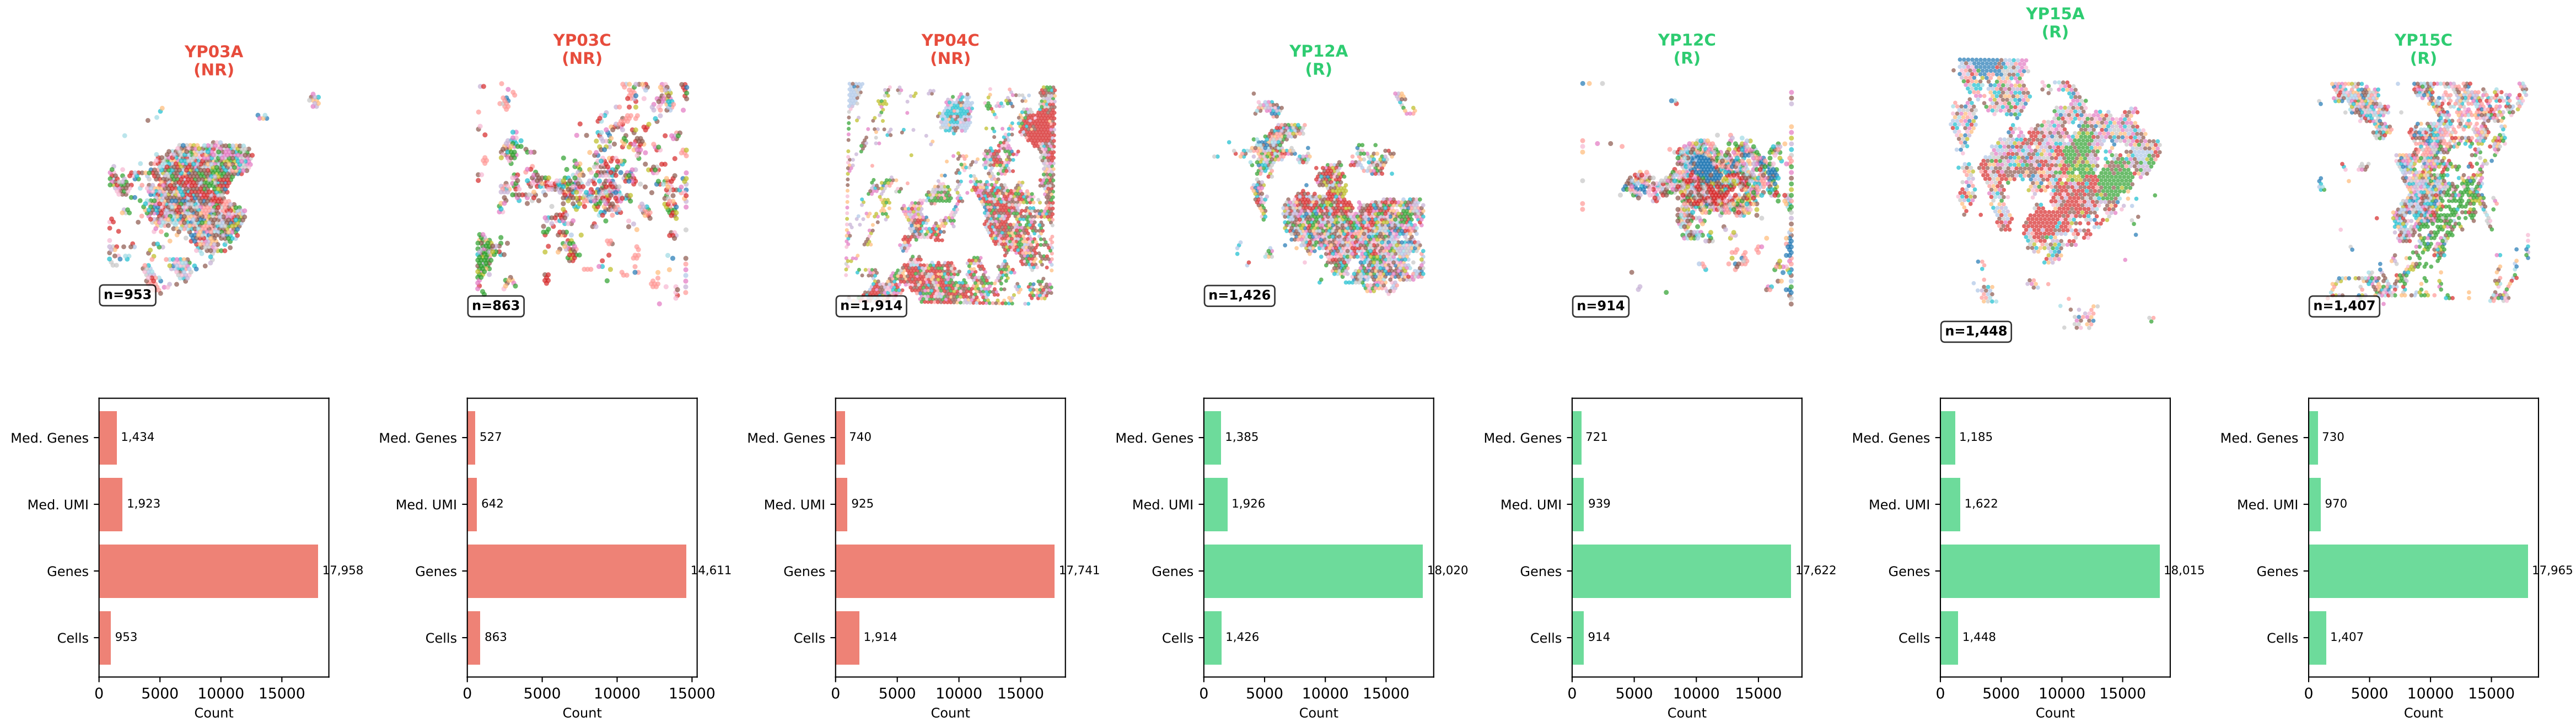 YP03A
(NR)
YP03C
(NR)
YP04C
(NR)
YP12A
(R)
YP12C
(R)
YP15A
(R)
YP15C
(R)
n=953
n=863
n=1,914
n=1,426
n=914
n=1,448
n=1,407
Med. Genes
1,434
Med. UMI
1,923
Genes
17,958
Cells
953
0 5000 10000 15000
Count
Med. Genes
527
Med. UMI
642
Genes
14,611
Cells
863
0 5000 10000 15000
Count
Med. Genes
740
Med. UMI
925
Genes
17,741
Cells
1,914
0 5000 10000 15000
Count
Med. Genes
1,385
Med. UMI
1,926
Genes
18,020
Cells
1,426
0 5000 10000 15000
Count
Med. Genes
721
Med. UMI
939
Genes
17,622
Cells
914
0 5000 10000 15000
Count
Med. Genes
1,185
Med. UMI
1,622
Genes
18,015
Cells
1,448
0 5000 10000 15000
Count
Med. Genes
730
Med. UMI
970
Genes
17,965
Cells
1,407
0 5000 10000 15000
Count